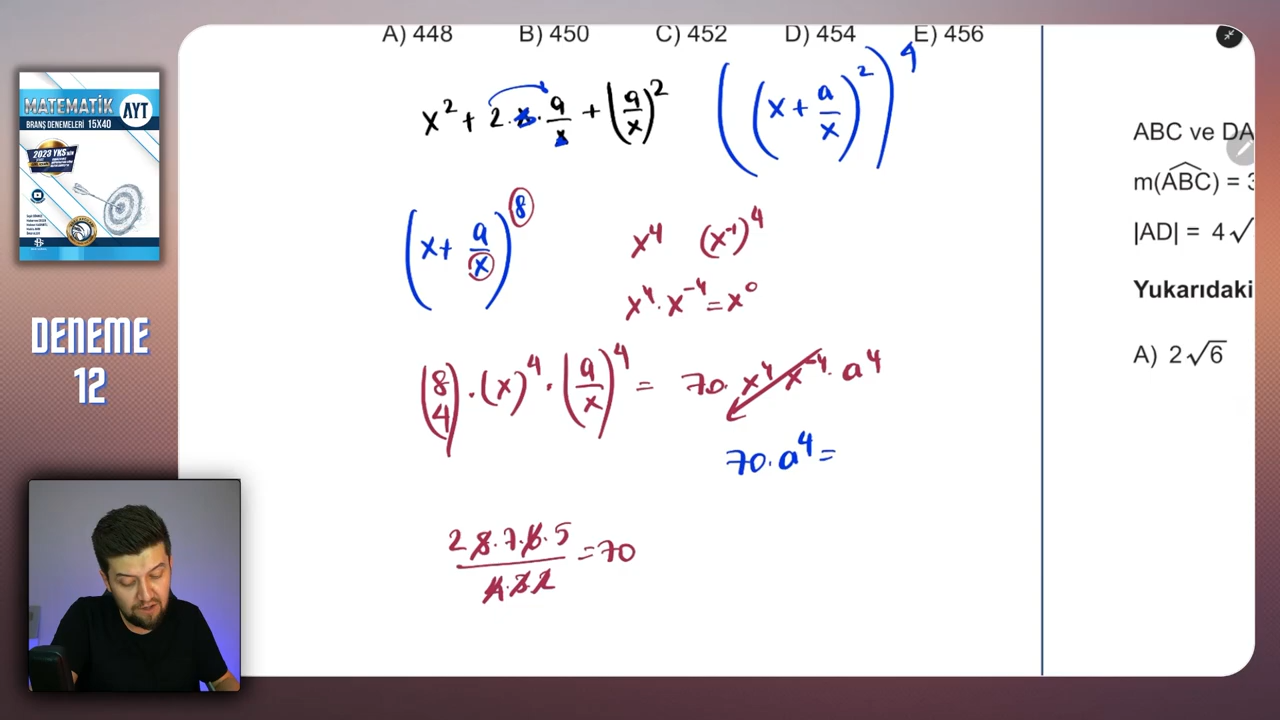 A) 448 B) 450 C) 452 D) 454 E) 456
x² + 2·x·a/x + (a/x)² ((x + a/x)²)⁴
(x + a/x)⁸ x⁴ (x⁻¹)⁴
x⁴·x⁻⁴ = x⁰
(8 4)·(x)⁴·(a/x)⁴ = 70·x⁴ x⁻⁴·a⁴
70·a⁴ =
2 8·7·6·5 / 4·3·2 = 70
MATEMATİK AYT
BRANŞ DENEMELERİ 15X40
2023 YKS'NİN
DENEME
12
ABC ve DA
m(ABC) = 3
|AD| = 4√
Yukarıdaki
A) 2√6